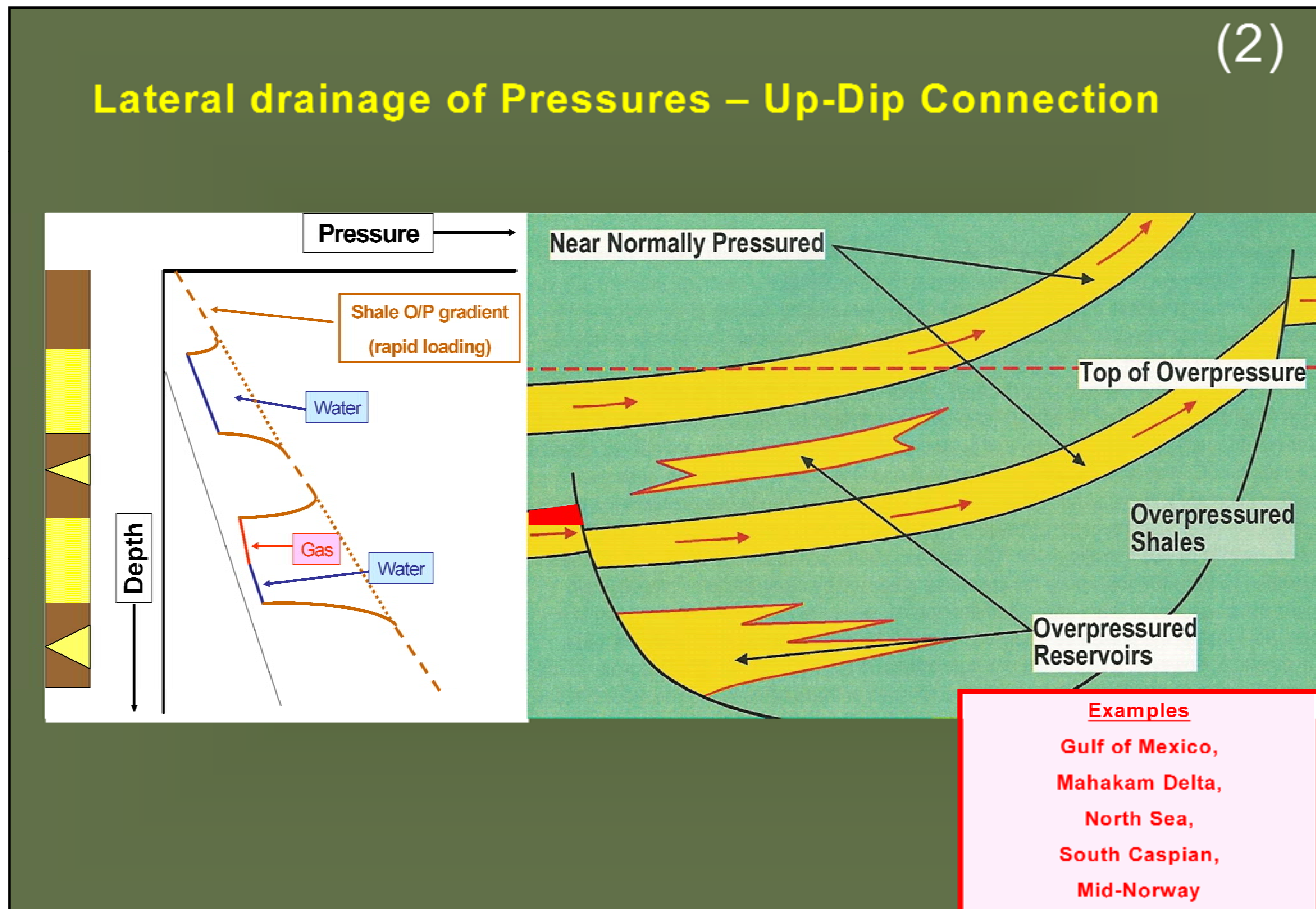 (2)
Lateral drainage of Pressures – Up-Dip Connection
Pressure
Shale O/P gradient
(rapid loading)
Water
Gas
Water
Depth
Near Normally Pressured
Top of Overpressure
Overpressured
Shales
Overpressured
Reservoirs
Examples
Gulf of Mexico,
Mahakam Delta,
North Sea,
South Caspian,
Mid-Norway